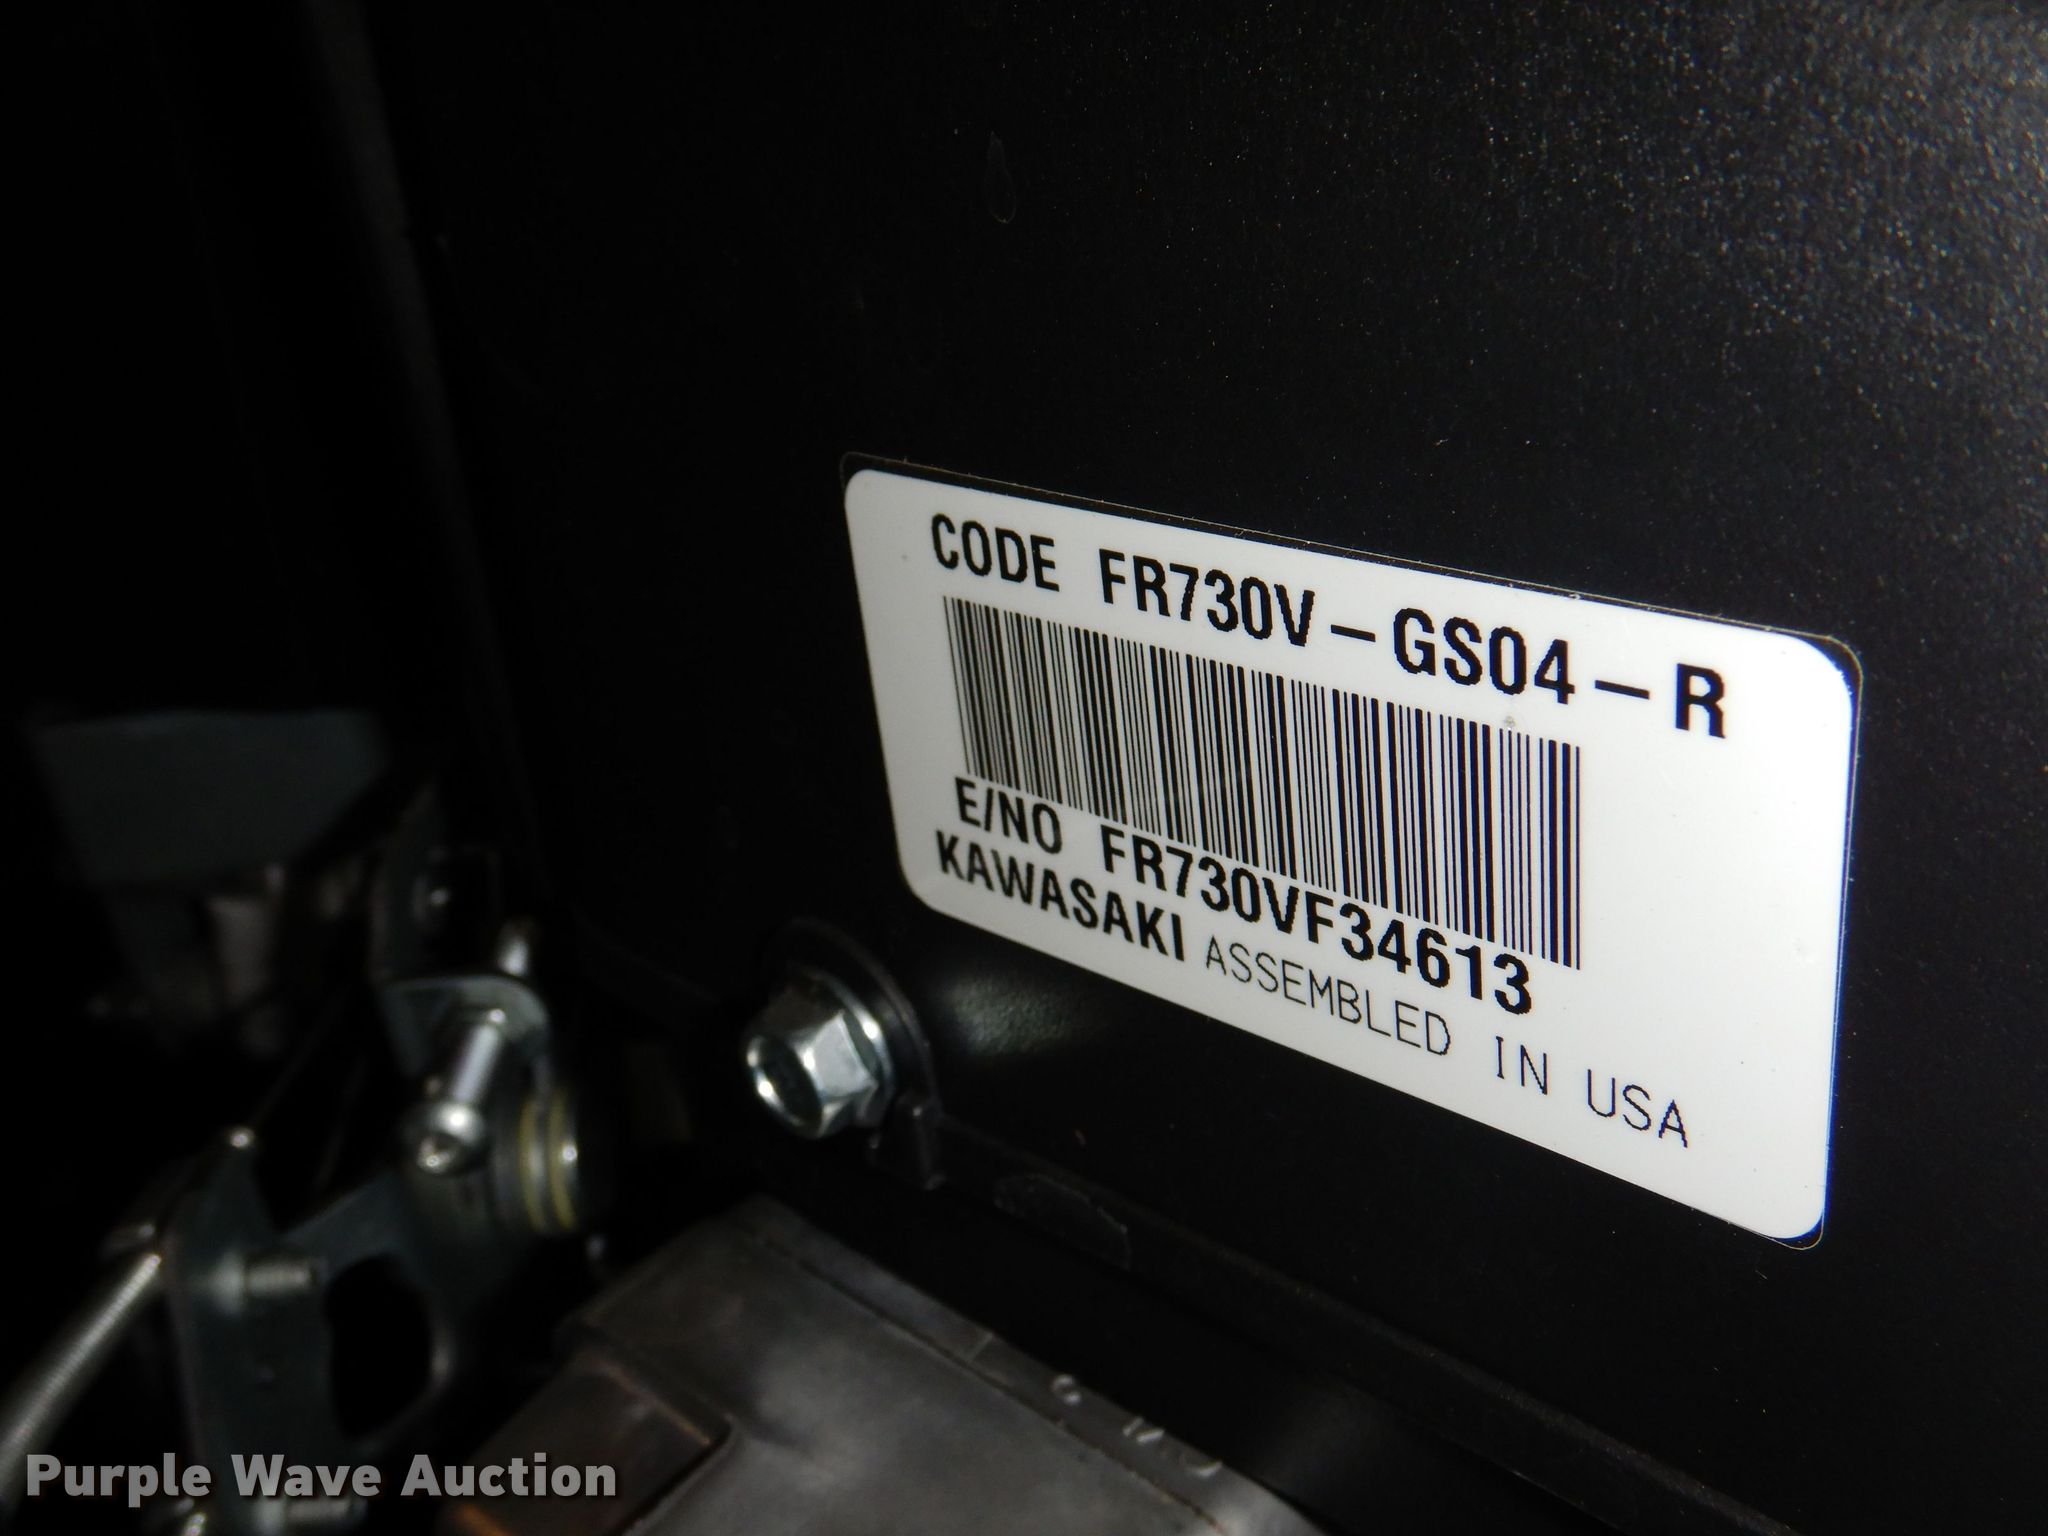 CODE FR730V-GS04-R
E/NO FR730VF34613
KAWASAKI ASSEMBLED IN USA
Purple Wave Auction